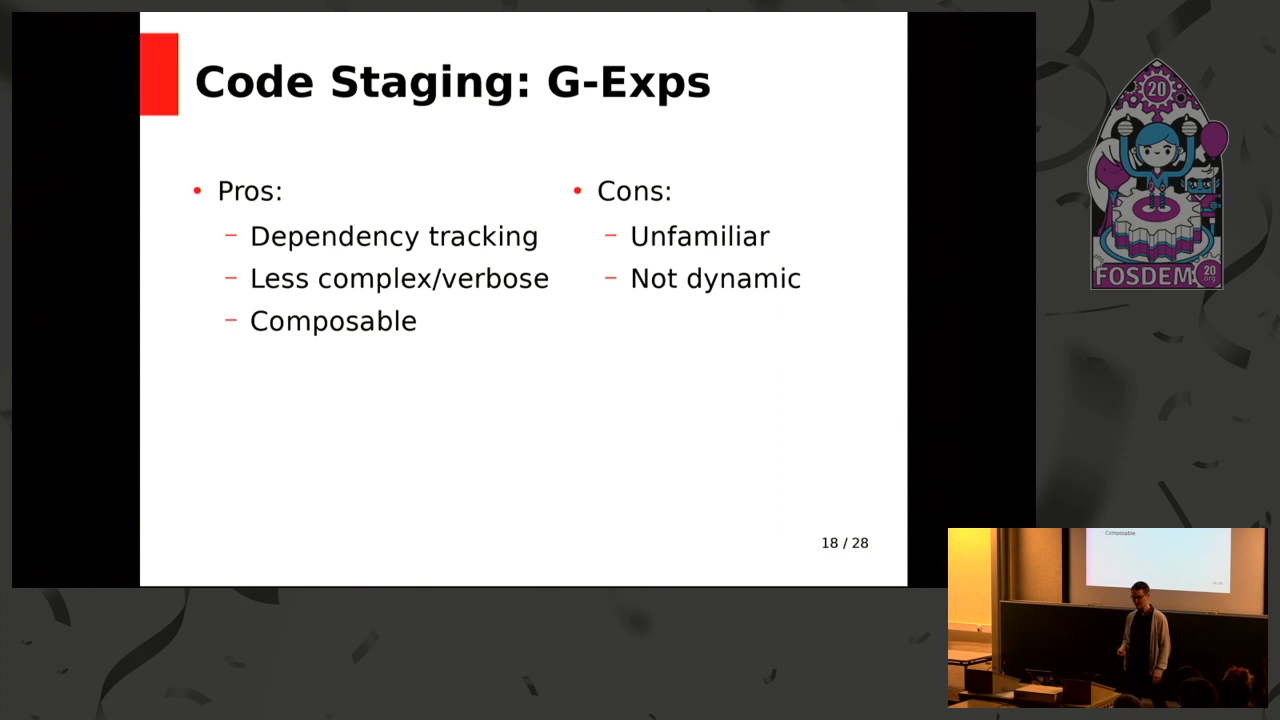 Code Staging: G-Exps
• Pros:
– Dependency tracking
– Less complex/verbose
– Composable
• Cons:
– Unfamiliar
– Not dynamic
18 / 28
20
FOSDEM
20
org
Composable